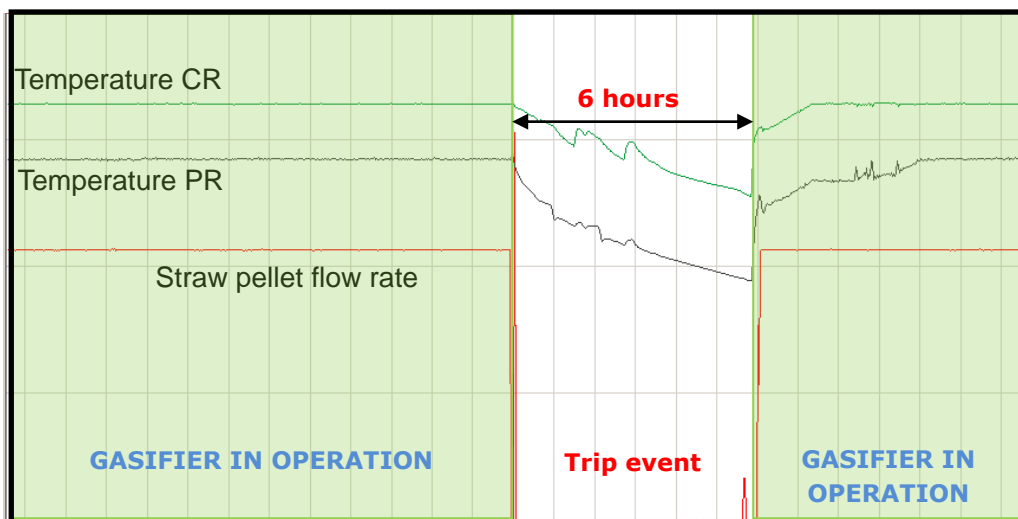 Temperature CR
6 hours
Temperature PR
Straw pellet flow rate
GASIFIER IN OPERATION
Trip event
GASIFIER IN
OPERATION